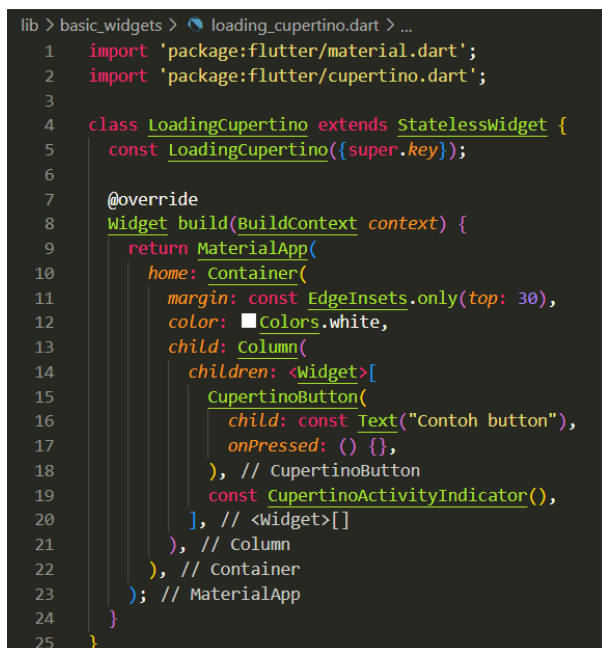 lib > basic_widgets > loading_cupertino.dart > ...
1 import 'package:flutter/material.dart';
2 import 'package:flutter/cupertino.dart';
3
4 class LoadingCupertino extends StatelessWidget {
5   const LoadingCupertino({super.key});
6
7   @override
8   Widget build(BuildContext context) {
9     return MaterialApp(
10       home: Container(
11         margin: const EdgeInsets.only(top: 30),
12         color: Colors.white,
13         child: Column(
14           children: <Widget>[
15             CupertinoButton(
16               child: const Text("Contoh button"),
17               onPressed: () {},
18             ), // CupertinoButton
19             const CupertinoActivityIndicator(),
20           ], // <Widget>[]
21         ), // Column
22       ), // Container
23     ); // MaterialApp
24   }
25 }